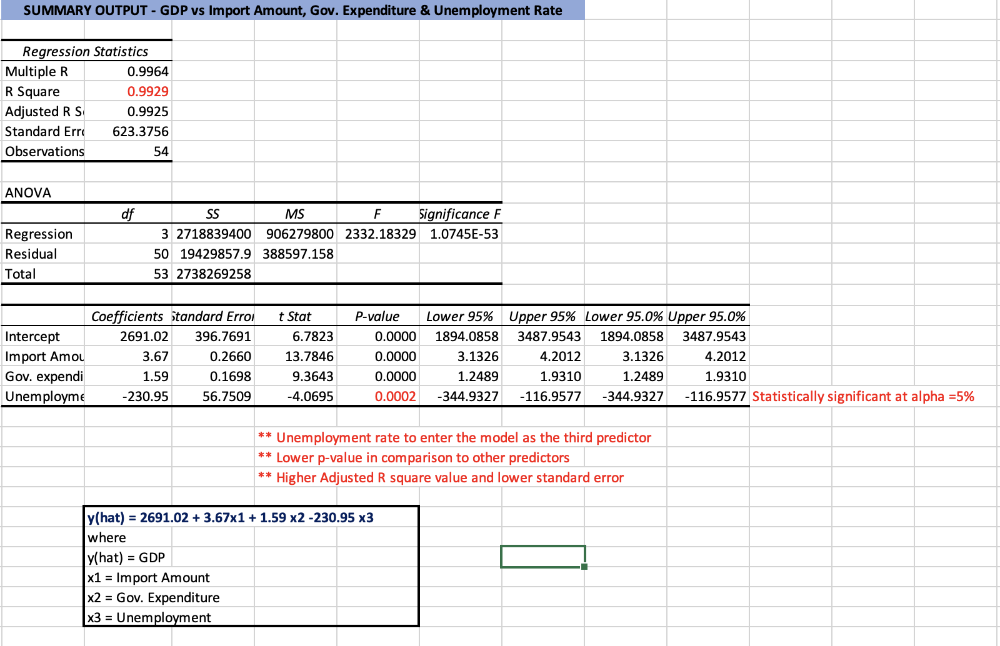 SUMMARY OUTPUT - GDP vs Import Amount, Gov. Expenditure & Unemployment Rate
Regression Statistics
Multiple R 0.9964
R Square 0.9929
Adjusted R S 0.9925
Standard Erro 623.3756
Observations 54
ANOVA
df SS MS F Significance F
Regression 3 2718839400 906279800 2332.18329 1.0745E-53
Residual 50 19429857.9 388597.158
Total 53 2738269258
Coefficients Standard Error t Stat P-value Lower 95% Upper 95% Lower 95.0% Upper 95.0%
Intercept 2691.02 396.7691 6.7823 0.0000 1894.0858 3487.9543 1894.0858 3487.9543
Import Amou 3.67 0.2660 13.7846 0.0000 3.1326 4.2012 3.1326 4.2012
Gov. expendi 1.59 0.1698 9.3643 0.0000 1.2489 1.9310 1.2489 1.9310
Unemployme -230.95 56.7509 -4.0695 0.0002 -344.9327 -116.9577 -344.9327 -116.9577 Statistically significant at alpha =5%
** Unemployment rate to enter the model as the third predictor
** Lower p-value in comparison to other predictors
** Higher Adjusted R square value and lower standard error
y(hat) = 2691.02 + 3.67x1 + 1.59 x2 -230.95 x3
where
y(hat) = GDP
x1 = Import Amount
x2 = Gov. Expenditure
x3 = Unemployment